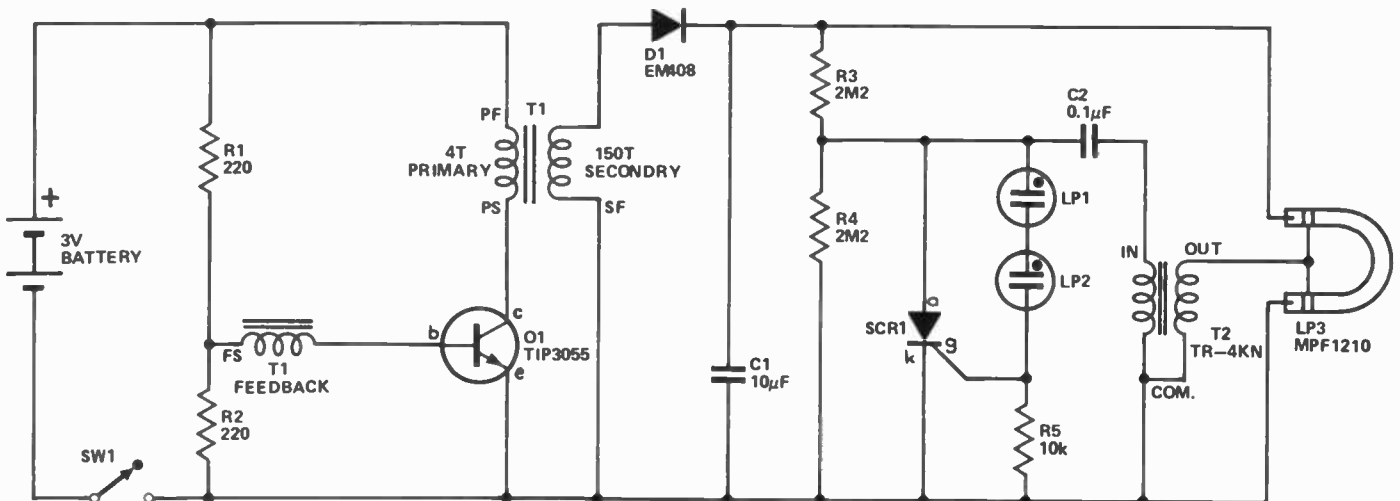 +
3V
BATTERY
SW1
R1
220
R2
220
FS
T1
FEEDBACK
PF
T1
4T
PRIMARY
150T
SECONDRY
PS
SF
b
c
e
O1
TIP3055
D1
EM408
C1
10µF
R3
2M2
R4
2M2
SCR1
a
k
g
C2
0.1µF
LP1
LP2
R5
10k
IN
OUT
T2
TR-4KN
COM.
LP3
MPF1210